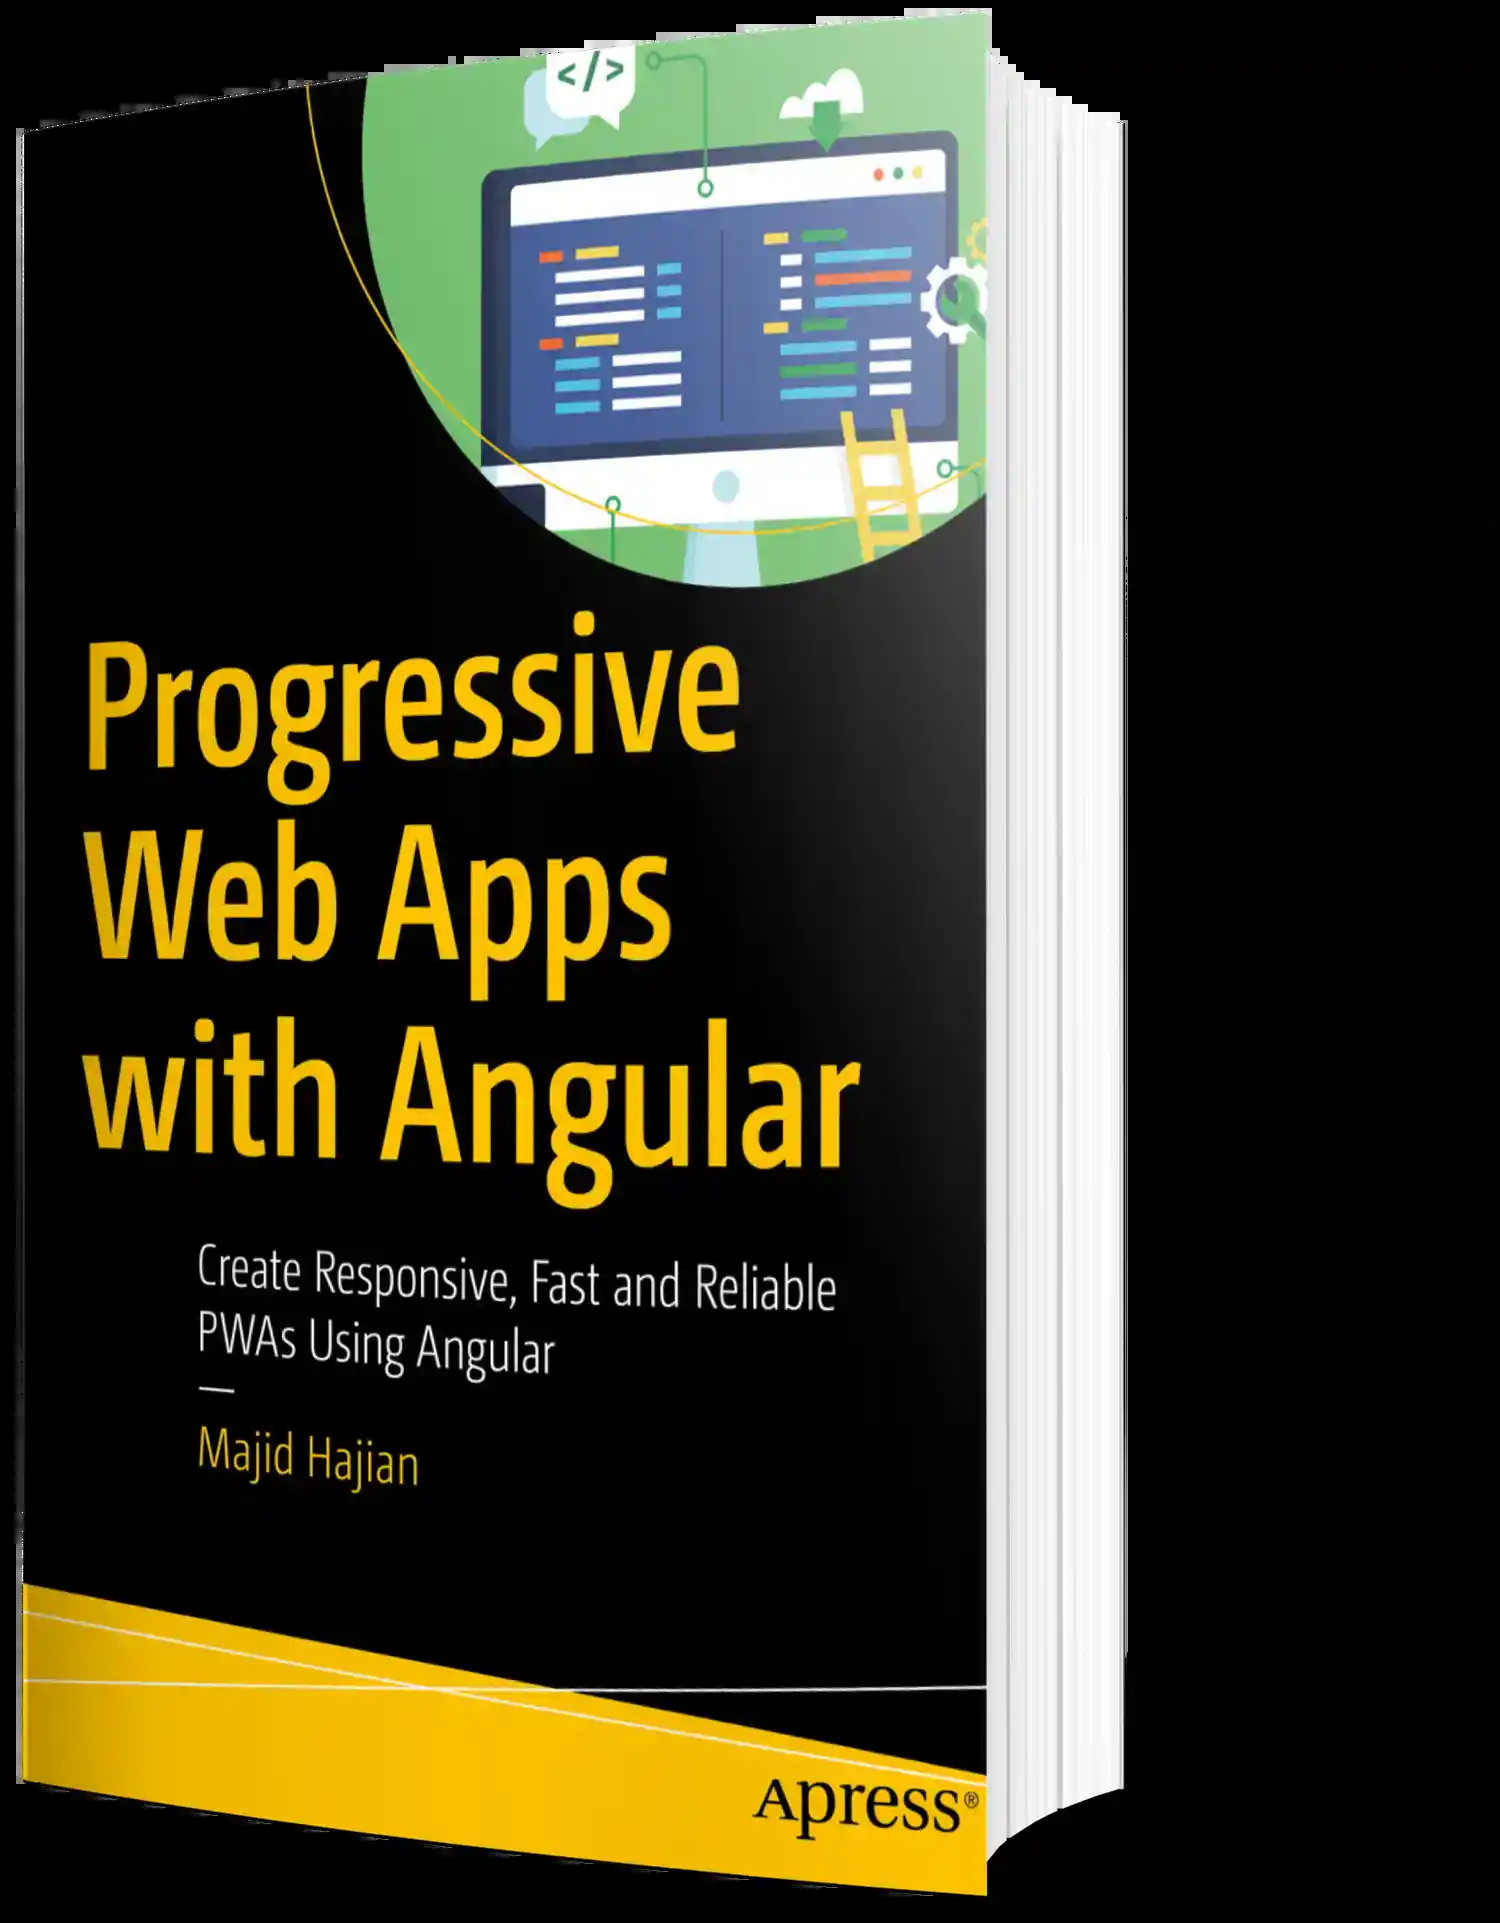 </>
Progressive
Web Apps
with Angular
Create Responsive, Fast and Reliable
PWAs Using Angular
—
Majid Hajian
Apress®